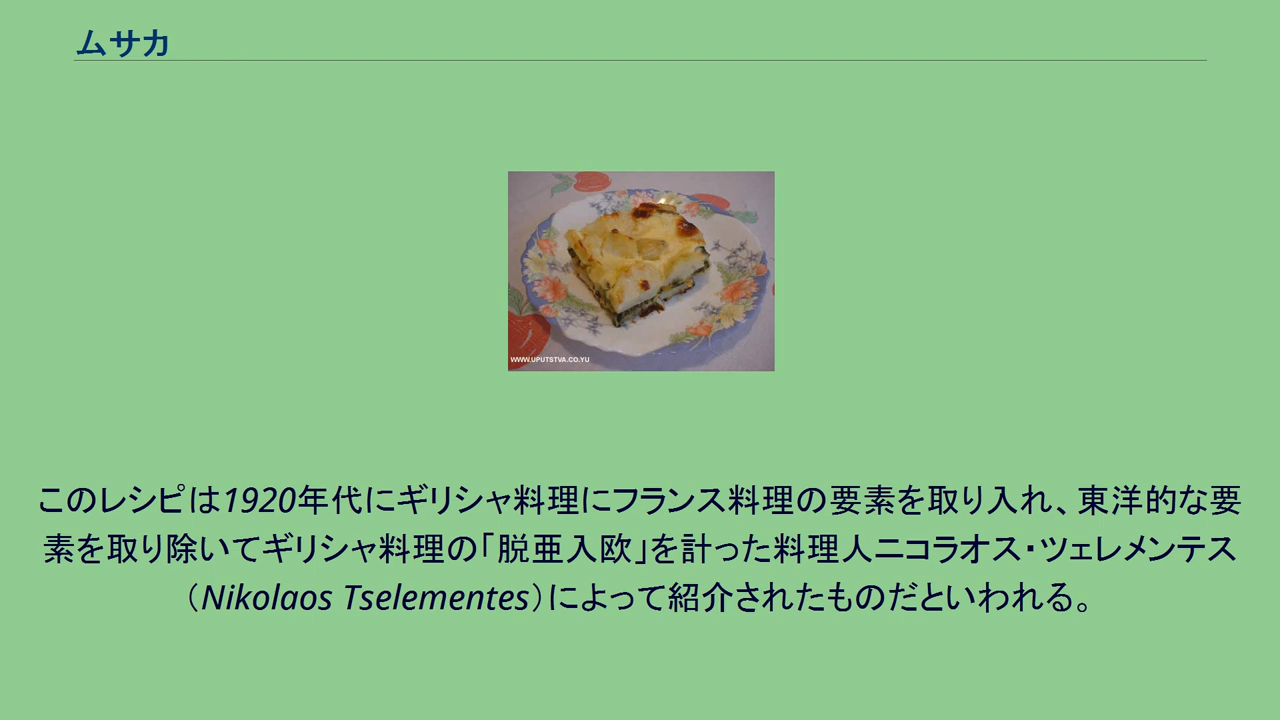 ムサカ
WWW.UPUTSTVA.CO.YU
このレシピは1920年代にギリシャ料理にフランス料理の要素を取り入れ、東洋的な要
素を取り除いてギリシャ料理の｢脱亜入欧｣を計った料理人ニコラオス・ツェレメンテス
（Nikolaos Tselementes）によって紹介されたものだといわれる。